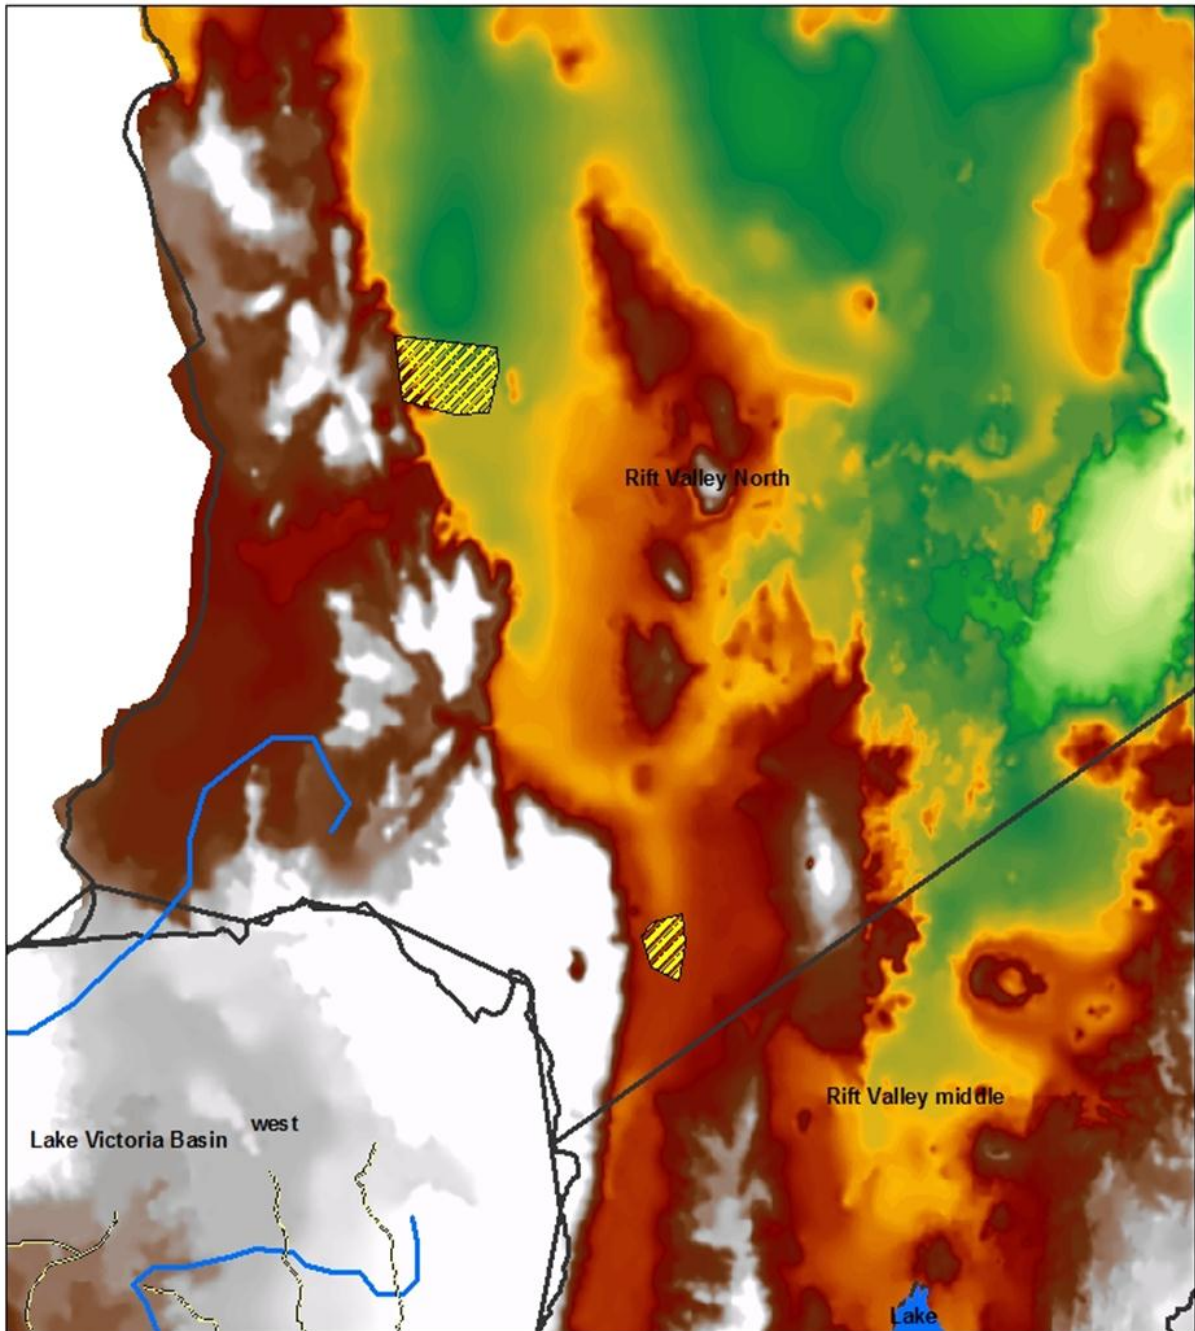 Rift Valley North
Rift Valley middle
west
Lake Victoria Basin
Lake